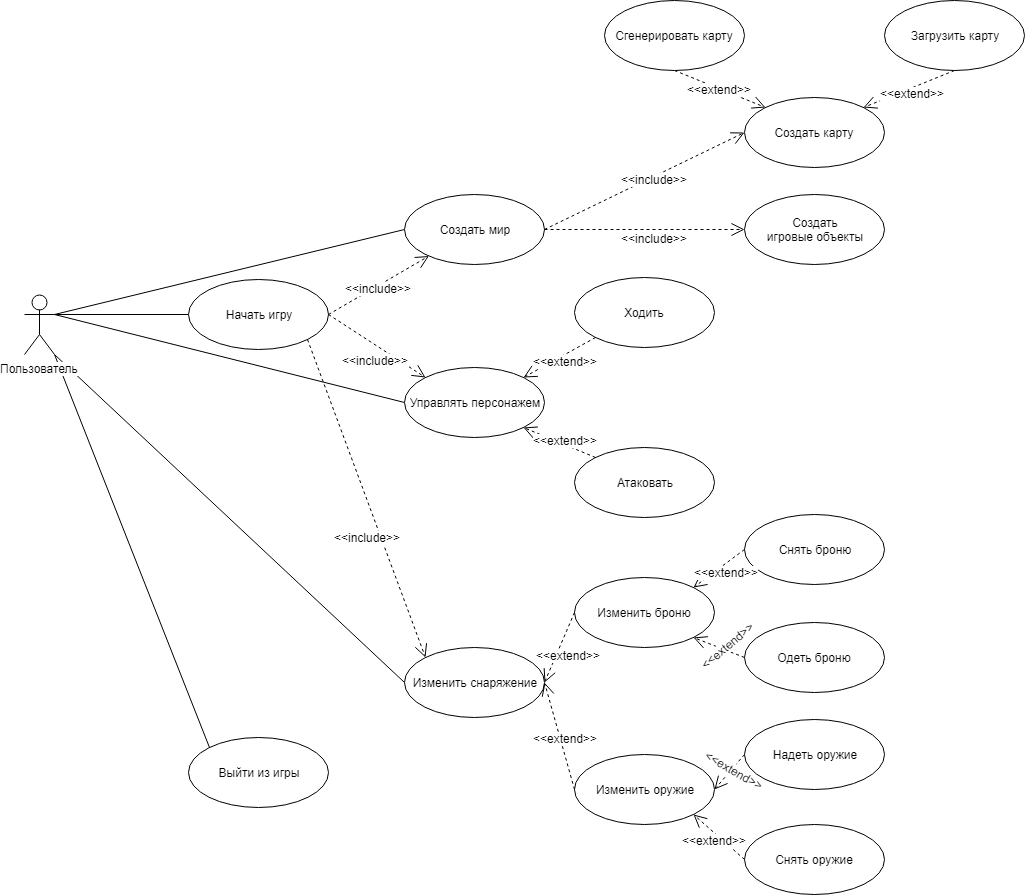 Сгенерировать карту
Загрузить карту
<<extend>>
<<extend>>
Создать карту
<<include>>
Создать мир
Создать
игровые объекты
<<include>>
<<include>>
Начать игру
Ходить
Пользователь
<<include>>
<<extend>>
Управлять персонажем
<<extend>>
Атаковать
<<include>>
Снять броню
<<extend>>
Изменить броню
<<extend>>
Одеть броню
<<extend>>
Изменить снаряжение
<<extend>>
Надеть оружие
<<extend>>
Выйти из игры
Изменить оружие
<<extend>>
Снять оружие